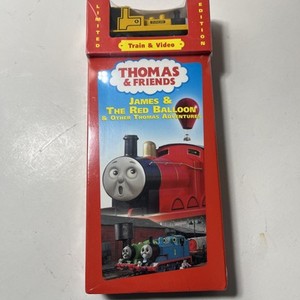 LIMITED
EDITION
Train & Video
THOMAS
& FRIENDS
JAMES &
THE RED BALLOON
& OTHER THOMAS ADVENTURES